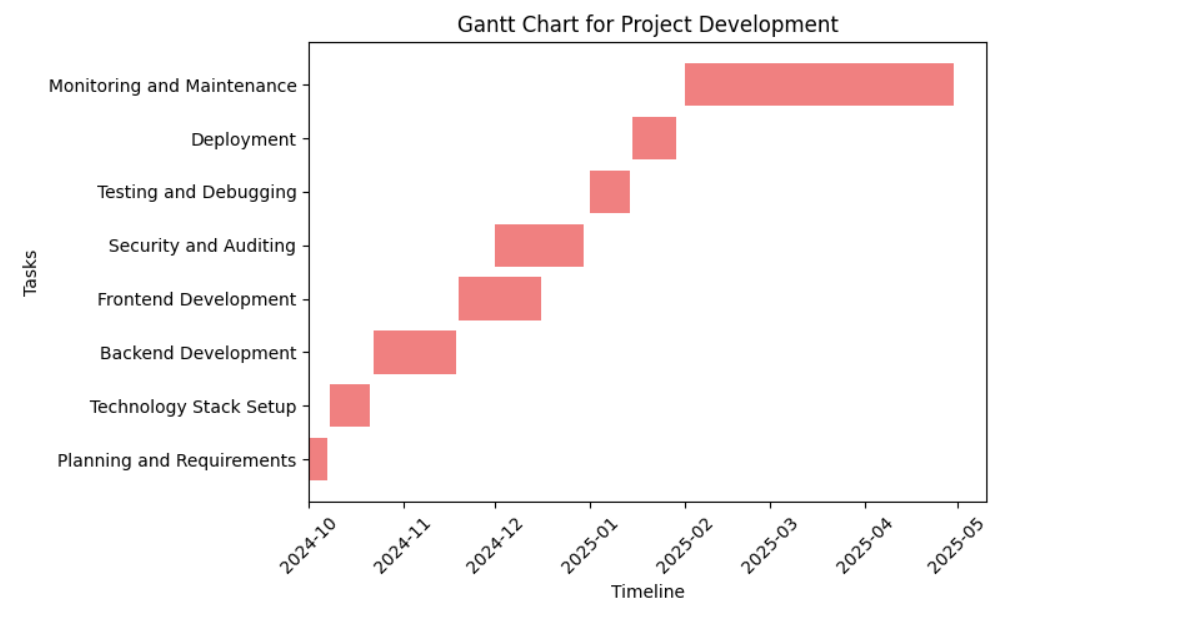 Gantt Chart for Project Development
Monitoring and Maintenance
Deployment
Testing and Debugging
Security and Auditing
Frontend Development
Backend Development
Technology Stack Setup
Planning and Requirements
Tasks
2024-10
2024-11
2024-12
2025-01
2025-02
2025-03
2025-04
2025-05
Timeline